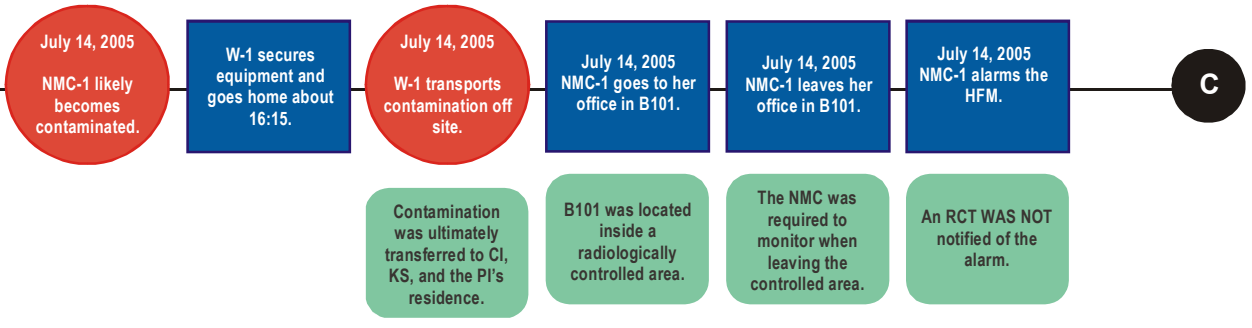 July 14, 2005
NMC-1 likely
becomes
contaminated.
W-1 secures
equipment and
goes home about
16:15.
July 14, 2005
W-1 transports
contamination off
site.
July 14, 2005
NMC-1 goes to her
office in B101.
July 14, 2005
NMC-1 leaves her
office in B101.
July 14, 2005
NMC-1 alarms the
HFM.
C
Contamination
was ultimately
transferred to CI,
KS, and the PI's
residence.
B101 was located
inside a
radiologically
controlled area.
The NMC was
required to
monitor when
leaving the
controlled area.
An RCT WAS NOT
notified of the
alarm.